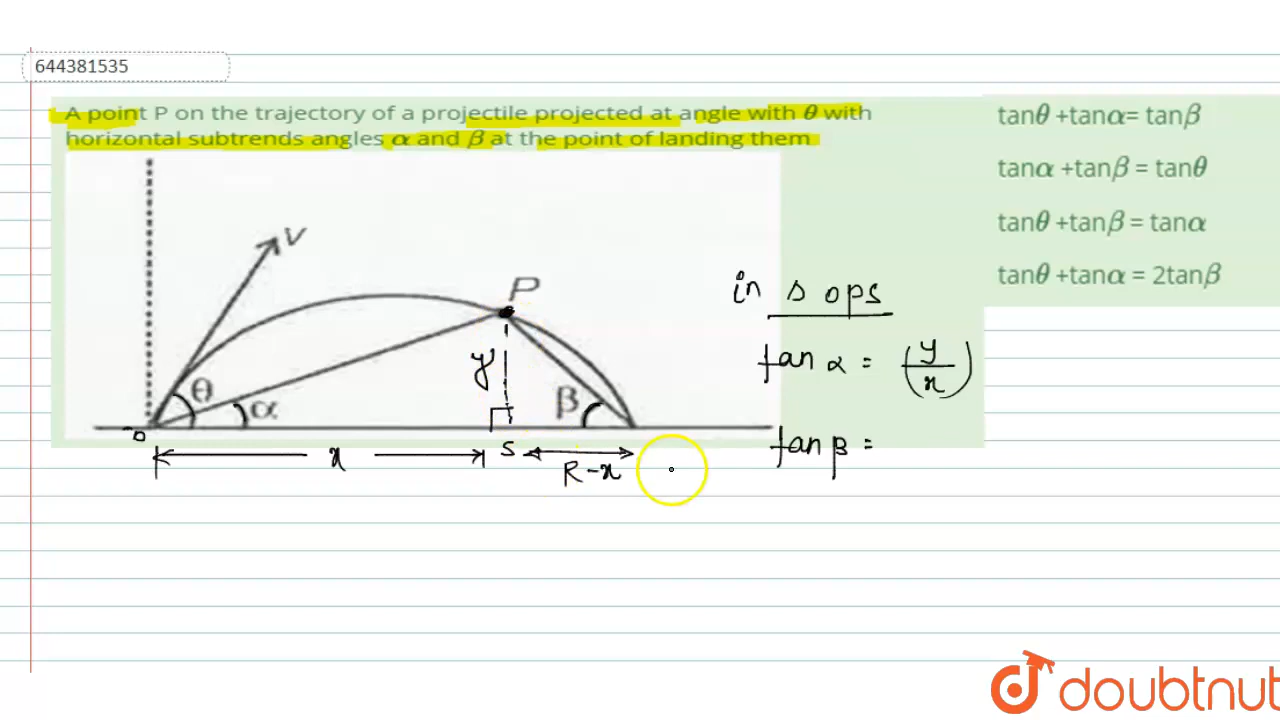 644381535
A point P on the trajectory of a projectile projected at angle with θ with
horizontal subtrends angles α and β at the point of landing them
tanθ +tanα= tanβ
tanα +tanβ = tanθ
tanθ +tanβ = tanα
tanθ +tanα = 2tanβ
V
P
y
θ
α
β
o
x
s
R-x
in Δ ops
tan α = (y/x)
tan β =
doubtnut